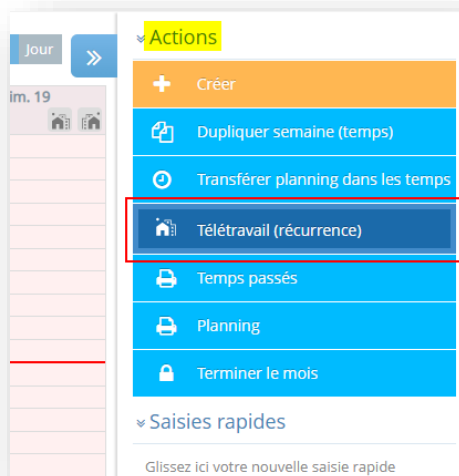 Jour
Actions
im. 19
Créer
Dupliquer semaine (temps)
Transférer planning dans les temps
Télétravail (récurrence)
Temps passés
Planning
Terminer le mois
Saisies rapides
Glissez ici votre nouvelle saisie rapide